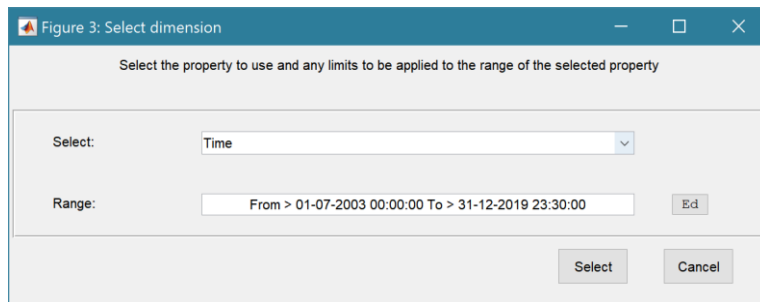 Figure 3: Select dimension
Select the property to use and any limits to be applied to the range of the selected property
Select: Time
Range: From > 01-07-2003 00:00:00 To > 31-12-2019 23:30:00 Ed
Select Cancel